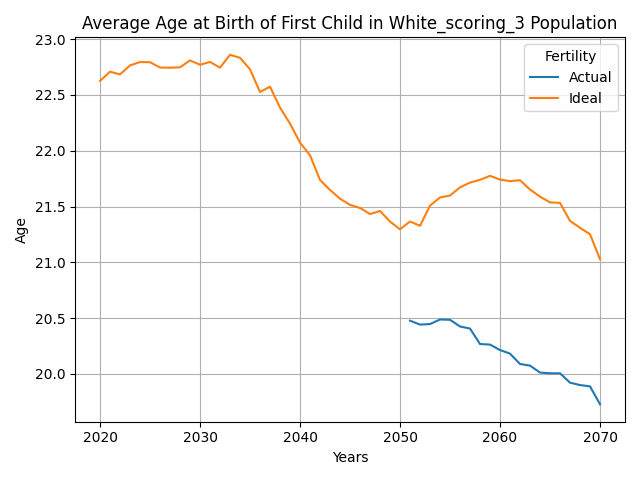 Average Age at Birth of First Child in White_scoring_3 Population
Fertility
Actual
Ideal
Age
23.0
22.5
22.0
21.5
21.0
20.5
20.0
2020 2030 2040 2050 2060 2070
Years